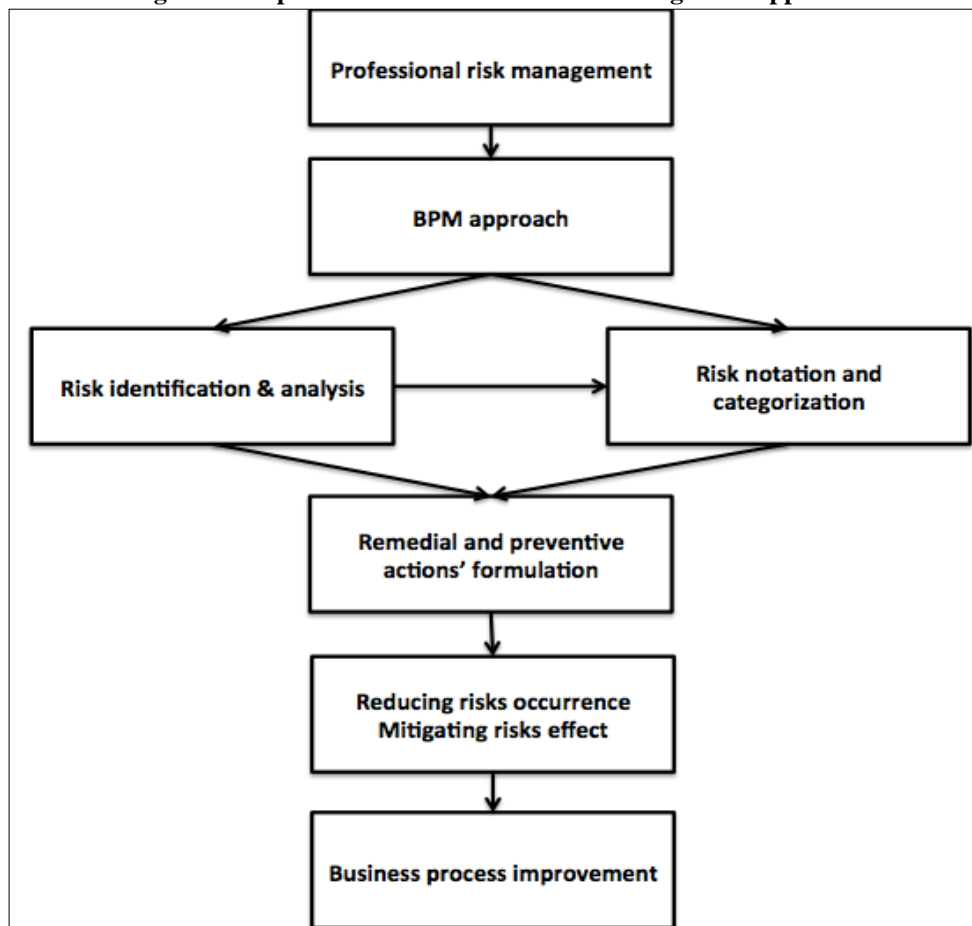 Professional risk management
BPM approach
Risk identification & analysis
Risk notation and
categorization
Remedial and preventive
actions’ formulation
Reducing risks occurrence
Mitigating risks effect
Business process improvement